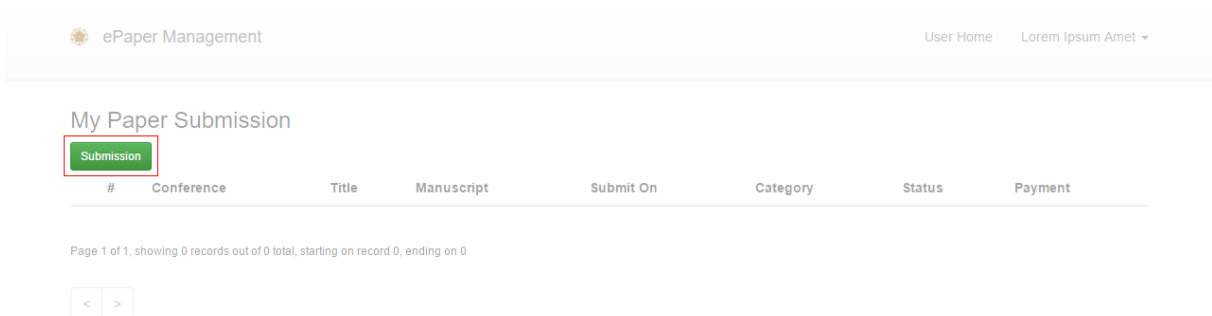 ePaper Management User Home Lorem Ipsum Amet
My Paper Submission
Submission
# Conference Title Manuscript Submit On Category Status Payment
Page 1 of 1, showing 0 records out of 0 total, starting on record 0, ending on 0
< >